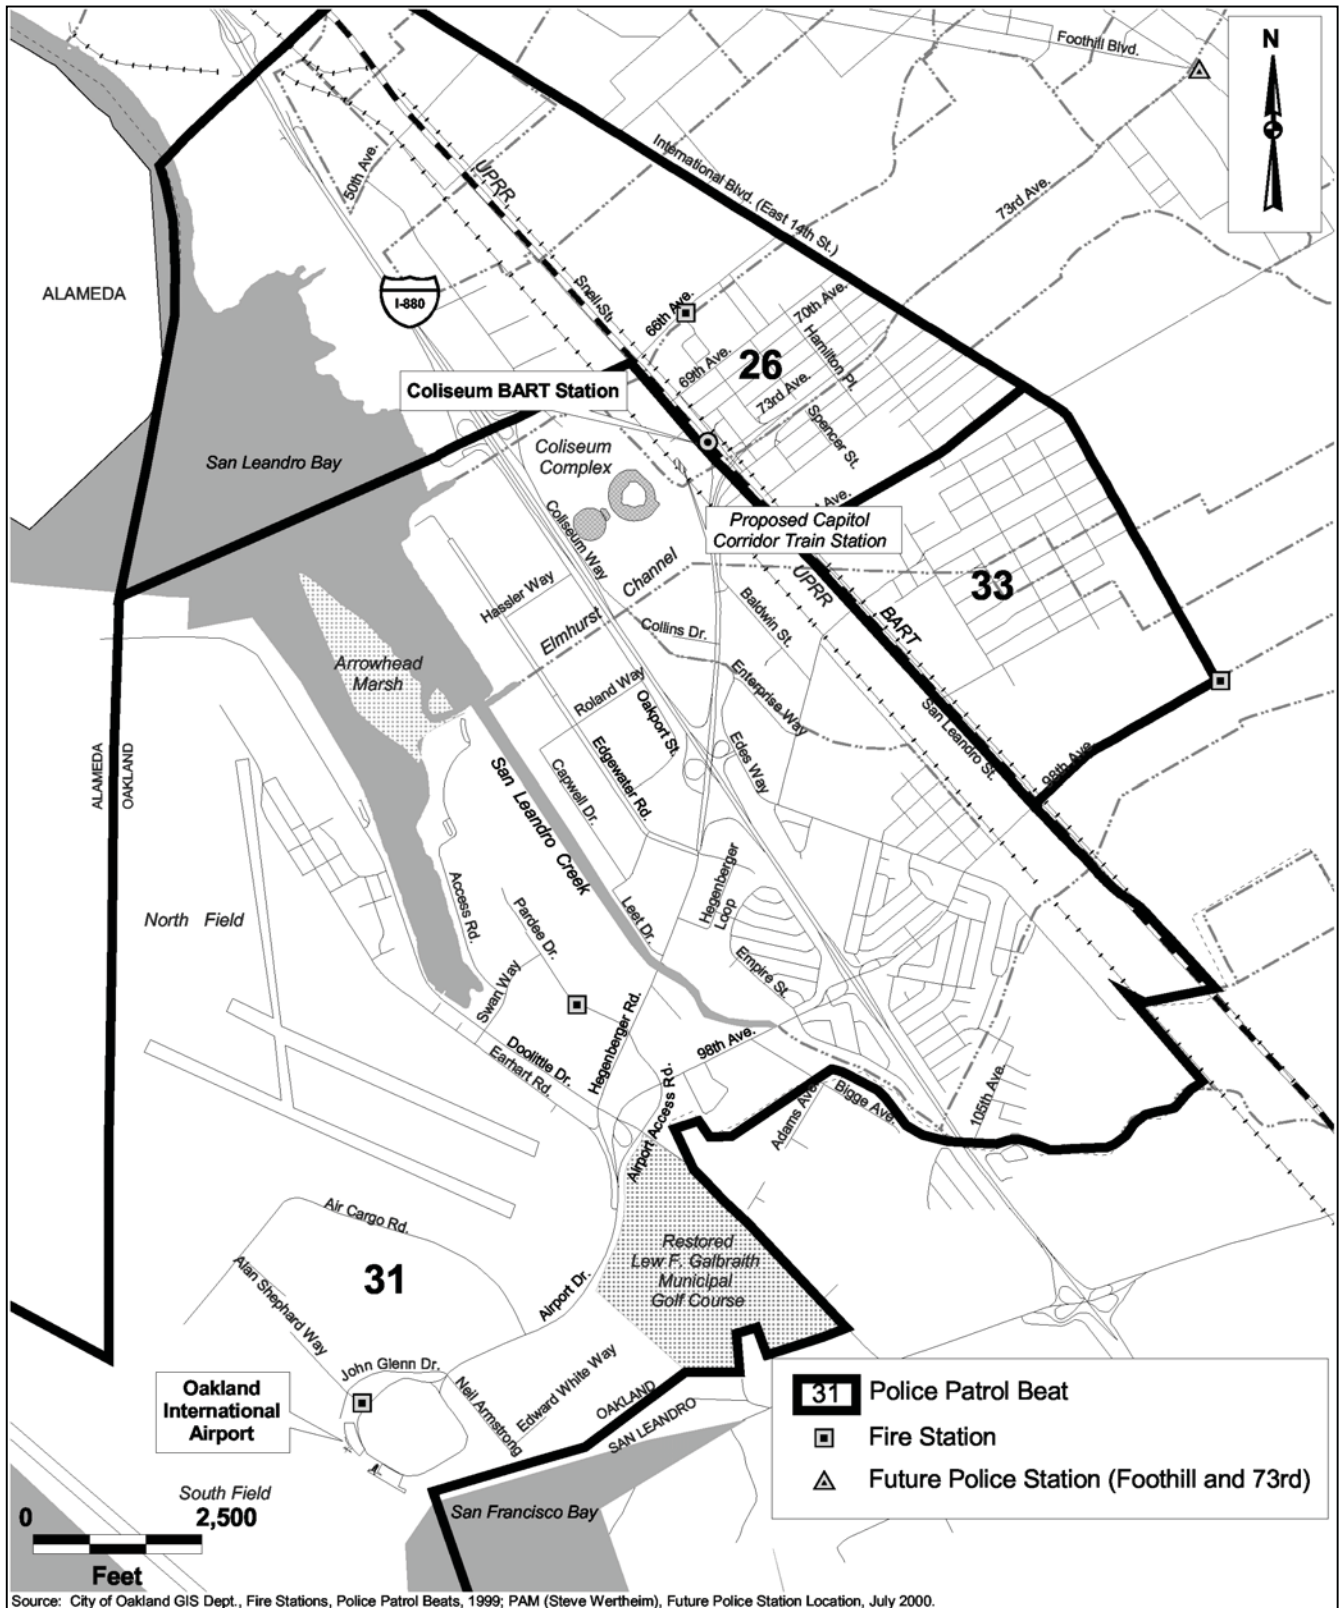 Foothill Blvd.
N
50th Ave.
UPRR
International Blvd. (East 14th St.)
73rd Ave.
ALAMEDA
I-880
Snell St.
66th Ave.
70th Ave.
69th Ave.
26
Hamilton Pl.
73rd Ave.
Spencer St.
Coliseum BART Station
San Leandro Bay
Coliseum
Complex
Ave.
Proposed Capitol
Corridor Train Station
Coliseum Way
33
Hassler Way
Elmhurst Channel
UPRR
BART
Baldwin St.
Collins Dr.
Arrowhead
Marsh
Roland Way
Oakport St.
Enterprise Way
San Leandro St.
98th Ave.
ALAMEDA
OAKLAND
Edgewater Rd.
Edes Way
Capwell Dr.
San Leandro Creek
North Field
Access Rd.
Pardee Dr.
Leet Dr.
Hegenberger
Loop
Empire St.
Swan Way
Doolittle Dr.
Earhart Rd.
Hegenberger Rd.
98th Ave.
Airport Access Rd.
Adams Ave.
Bigge Ave.
105th Ave.
Air Cargo Rd.
31
Alan Shephard Way
Airport Dr.
Restored
Lew F. Galbraith
Municipal
Golf Course
John Glenn Dr.
Neil Armstrong
Edward White Way
OAKLAND
SAN LEANDRO
Oakland
International
Airport
South Field
San Francisco Bay
0 2,500
Feet
31 Police Patrol Beat
Fire Station
Future Police Station (Foothill and 73rd)
Source: City of Oakland GIS Dept., Fire Stations, Police Patrol Beats, 1999; PAM (Steve Wertheim), Future Police Station Location, July 2000.